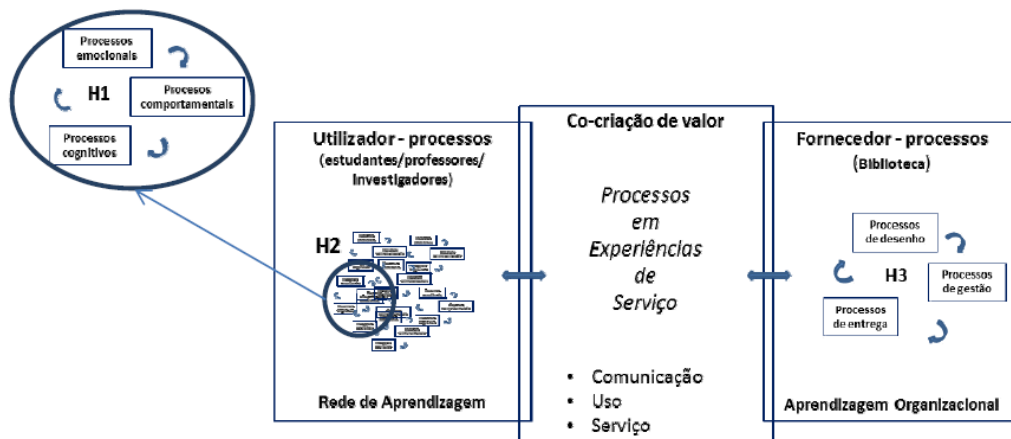 Processos
emocionais
H1
Procesos
comportamentais
Processos
cognitivos
Utilizador - processos
(estudantes/professores/
investigadores)
H2
Rede de Aprendizagem
Co-criação de valor
Processos
em
Experiências
de
Serviço
• Comunicação
• Uso
• Serviço
Fornecedor - processos
(Biblioteca)
Processos
de desenho
H3
Processos
de gestão
Processos
de entrega
Aprendizagem Organizacional